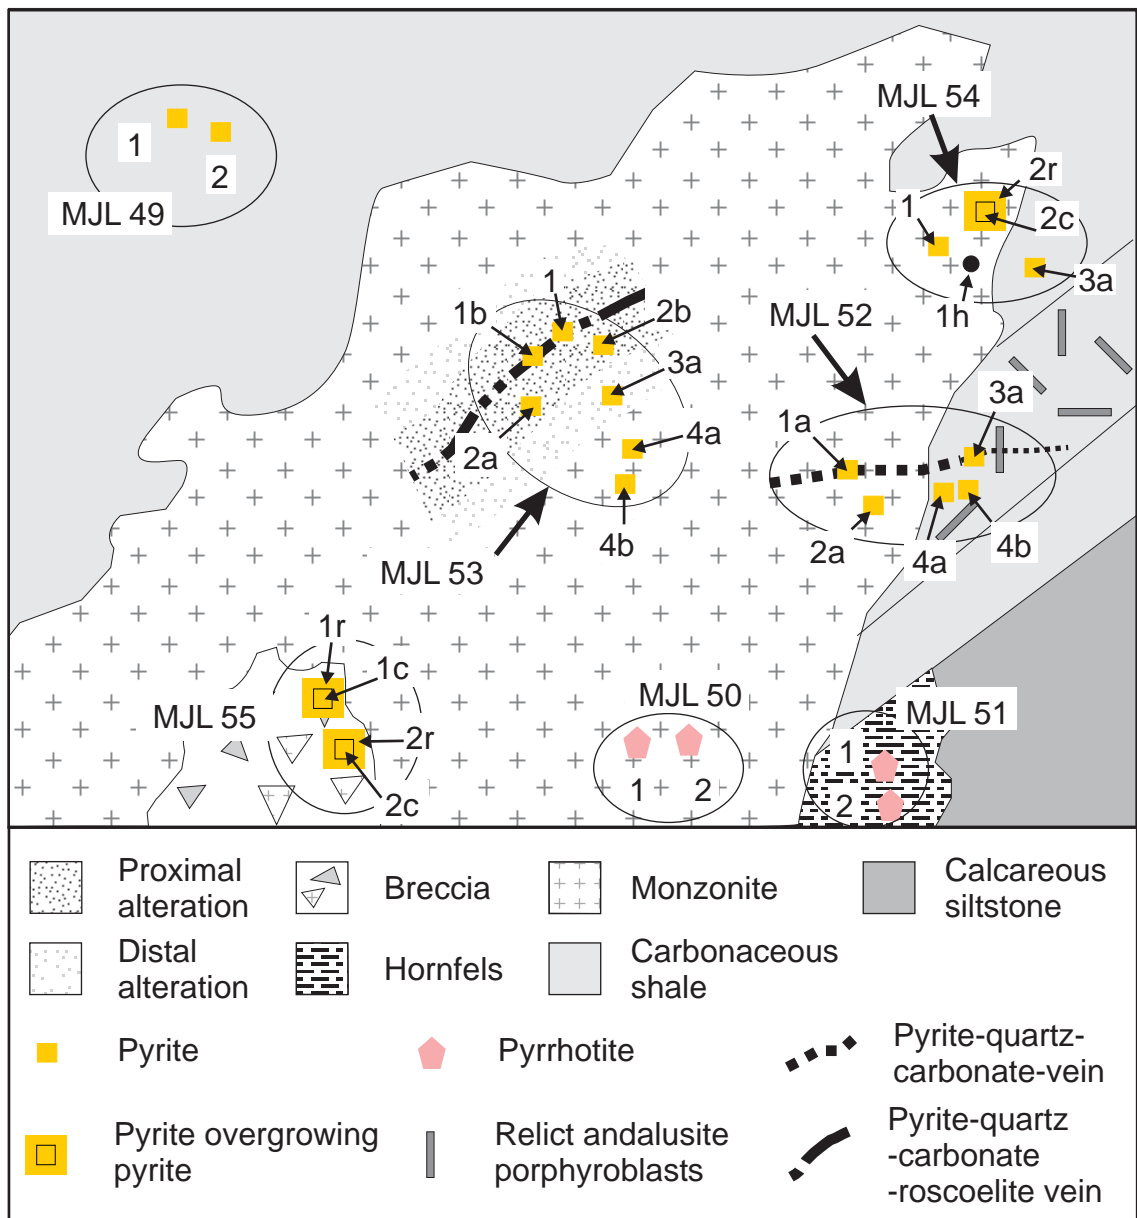 MJL 54
1
2
2r
1
2c
MJL 49
3a
1
1h
1b
2b
MJL 52
3a
3a
1a
4a
2a
4b
2a
4a
4b
MJL 53
1r
1c
MJL 50
MJL 55
MJL 51
2r
1
1
2
2
2c
Proximal
alteration
Breccia
Monzonite
Calcareous
siltstone
Distal
alteration
Hornfels
Carbonaceous
shale
Pyrite
Pyrrhotite
Pyrite-quartz-
carbonate-vein
Pyrite overgrowing
pyrite
Relict andalusite
porphyroblasts
Pyrite-quartz
-carbonate
-roscoelite vein